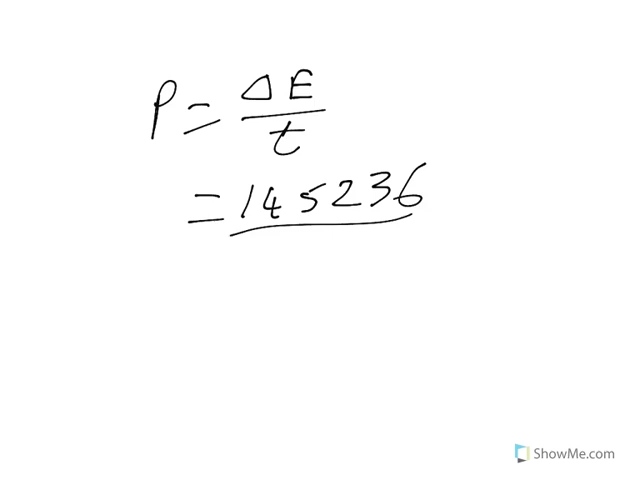 P = ΔE / t
= 145236
ShowMe.com